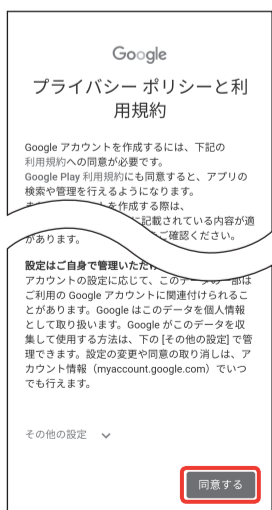 Google
プライバシー ポリシーと利
用規約
Google アカウントを作成するには、下記の
利用規約への同意が必要です。
Google Play 利用規約にも同意すると、アプリの
検索や管理を行えるようになります。
トを作成する際は、
に記載されている内容が適
があります。 ご確認ください。
設定はご自身で管理いただけ
アカウントの設定に応じて、このデータの一部は
ご利用の Google アカウントに関連付けられるこ
とがあります。Google はこのデータを個人情報
として取り扱います。Google がこのデータを収
集して使用する方法は、下の [その他の設定] で管
理できます。設定の変更や同意の取り消しは、ア
カウント情報（myaccount.google.com）でいつ
でも行えます。
その他の設定
同意する